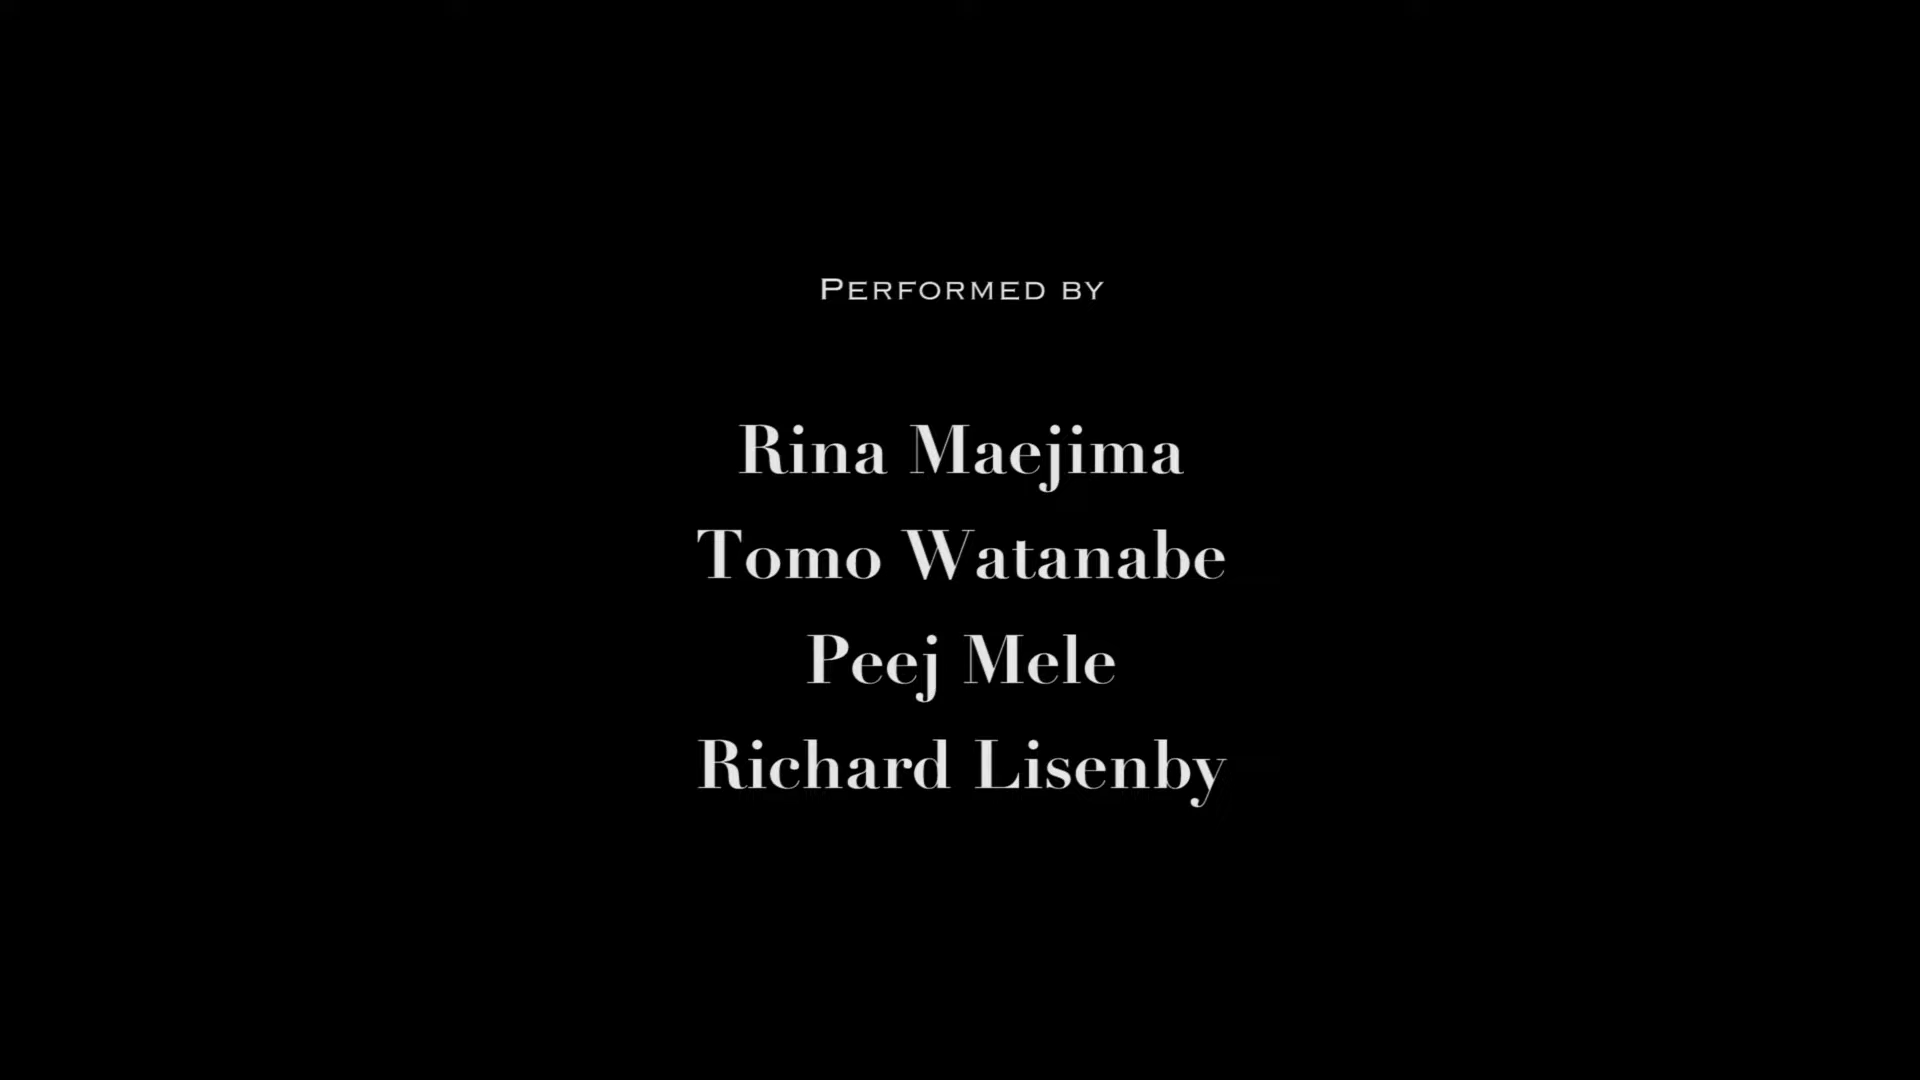 Performed by
Rina Maejima
Tomo Watanabe
Peej Mele
Richard Lisenby